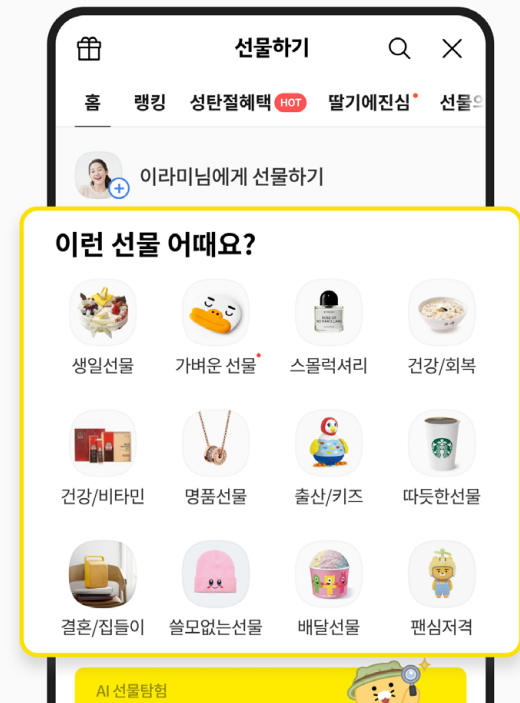 선물하기
홈 랭킹 성탄절혜택 HOT 딸기에진심 선물
이라미님에게 선물하기
이런 선물 어때요?
생일선물 가벼운 선물 스몰럭셔리 건강/회복
건강/비타민 명품선물 출산/키즈 따듯한선물
결혼/집들이 쓸모없는선물 배달선물 팬심저격
AI 선물탐험